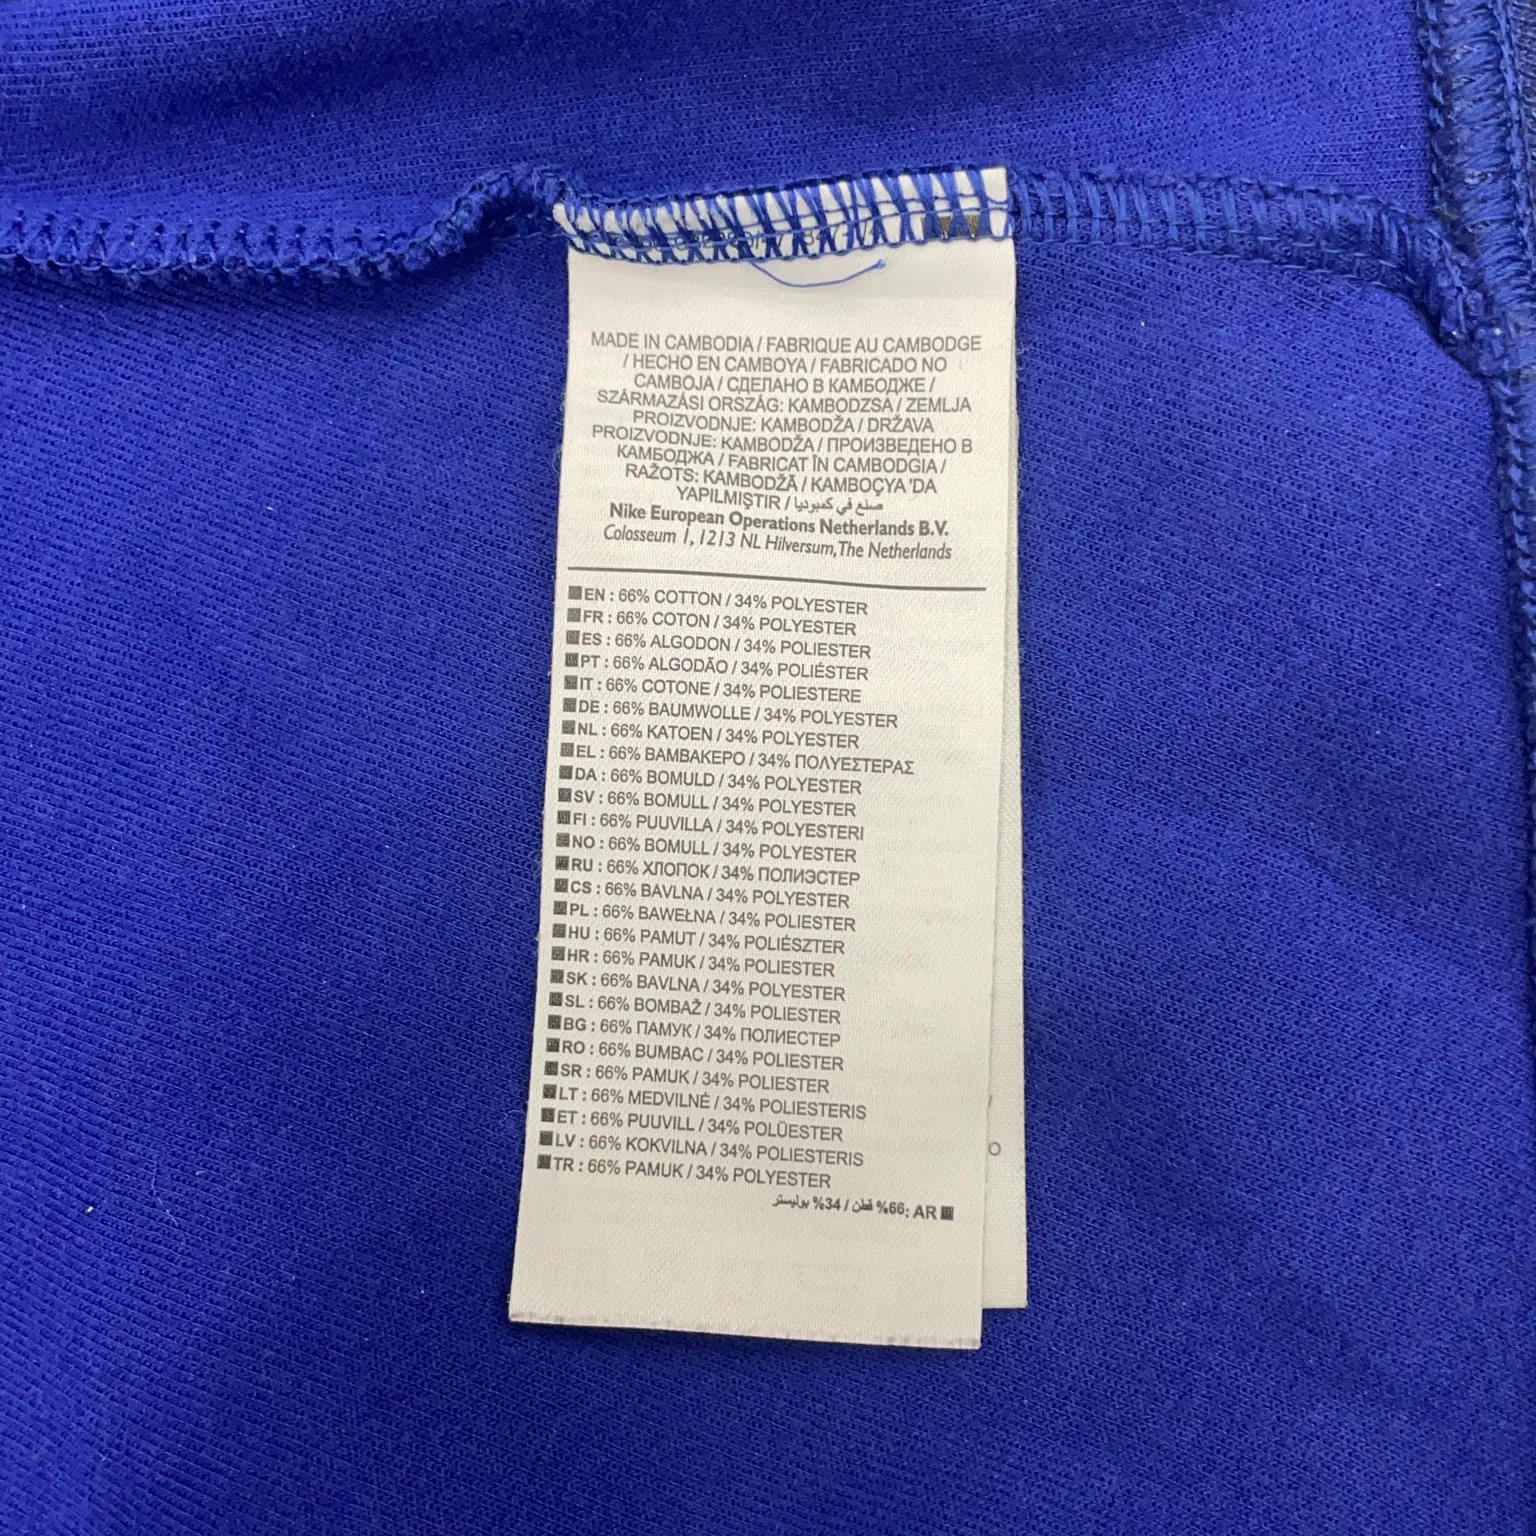 MADE IN CAMBODIA / FABRIQUE AU CAMBODGE
/ HECHO EN CAMBOYA / FABRICADO NO
CAMBOJA / СДЕЛАНО В КАМБОДЖЕ /
SZÁRMAZÁSI ORSZÁG: KAMBODZSA / ZEMLJA
PROIZVODNJE: KAMBODŽA / DRŽAVA
PROIZVODNJE: KAMBODŽA / ПРОИЗВЕДЕНО В
КАМБОДЖА / FABRICAT ÎN CAMBODGIA /
RAŽOTS: KAMBODŽĀ / KAMBOÇYA 'DA
YAPILMIŞTIR / صنع في كمبوديا
Nike European Operations Netherlands B.V.
Colosseum 1, 1213 NL Hilversum, The Netherlands
EN : 66% COTTON / 34% POLYESTER
FR : 66% COTON / 34% POLYESTER
ES : 66% ALGODON / 34% POLIESTER
PT : 66% ALGODÃO / 34% POLIÉSTER
IT : 66% COTONE / 34% POLIESTERE
DE : 66% BAUMWOLLE / 34% POLYESTER
NL : 66% KATOEN / 34% POLYESTER
EL : 66% ΒΑΜΒΑΚΕΡΟ / 34% ΠΟΛΥΕΣΤΕΡΑΣ
DA : 66% BOMULD / 34% POLYESTER
SV : 66% BOMULL / 34% POLYESTER
FI : 66% PUUVILLA / 34% POLYESTERI
NO : 66% BOMULL / 34% POLYESTER
RU : 66% ХЛОПОК / 34% ПОЛИЭСТЕР
CS : 66% BAVLNA / 34% POLYESTER
PL : 66% BAWEŁNA / 34% POLIESTER
HU : 66% PAMUT / 34% POLIÉSZTER
HR : 66% PAMUK / 34% POLIESTER
SK : 66% BAVLNA / 34% POLYESTER
SL : 66% BOMBAŽ / 34% POLIESTER
BG : 66% ПАМУК / 34% ПОЛИЕСТЕР
RO : 66% BUMBAC / 34% POLIESTER
SR : 66% PAMUK / 34% POLIESTER
LT : 66% MEDVILNĖ / 34% POLIESTERIS
ET : 66% PUUVILL / 34% POLÜESTER
LV : 66% KOKVILNA / 34% POLIESTERIS
TR : 66% PAMUK / 34% POLYESTER
AR :66% قطن / 34% بوليستر